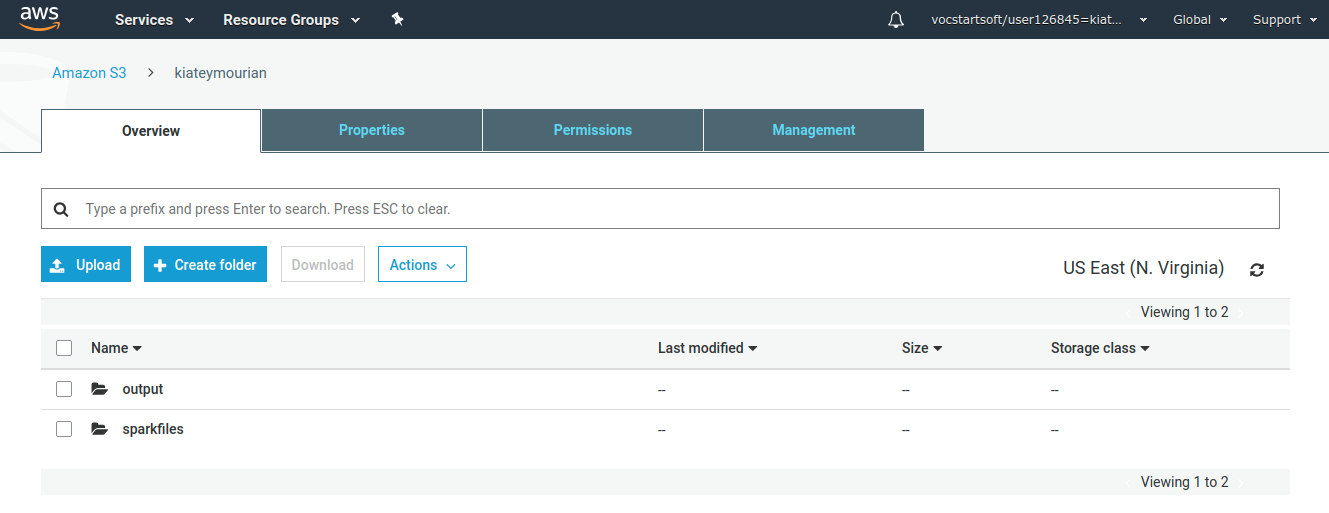 aws Services Resource Groups vocstartsoft/user126845=kiat... Global Support
Amazon S3 > kiateymourian
Overview Properties Permissions Management
Type a prefix and press Enter to search. Press ESC to clear.
Upload + Create folder Download Actions US East (N. Virginia)
Viewing 1 to 2
Name Last modified Size Storage class
output -- -- --
sparkfiles -- -- --
Viewing 1 to 2